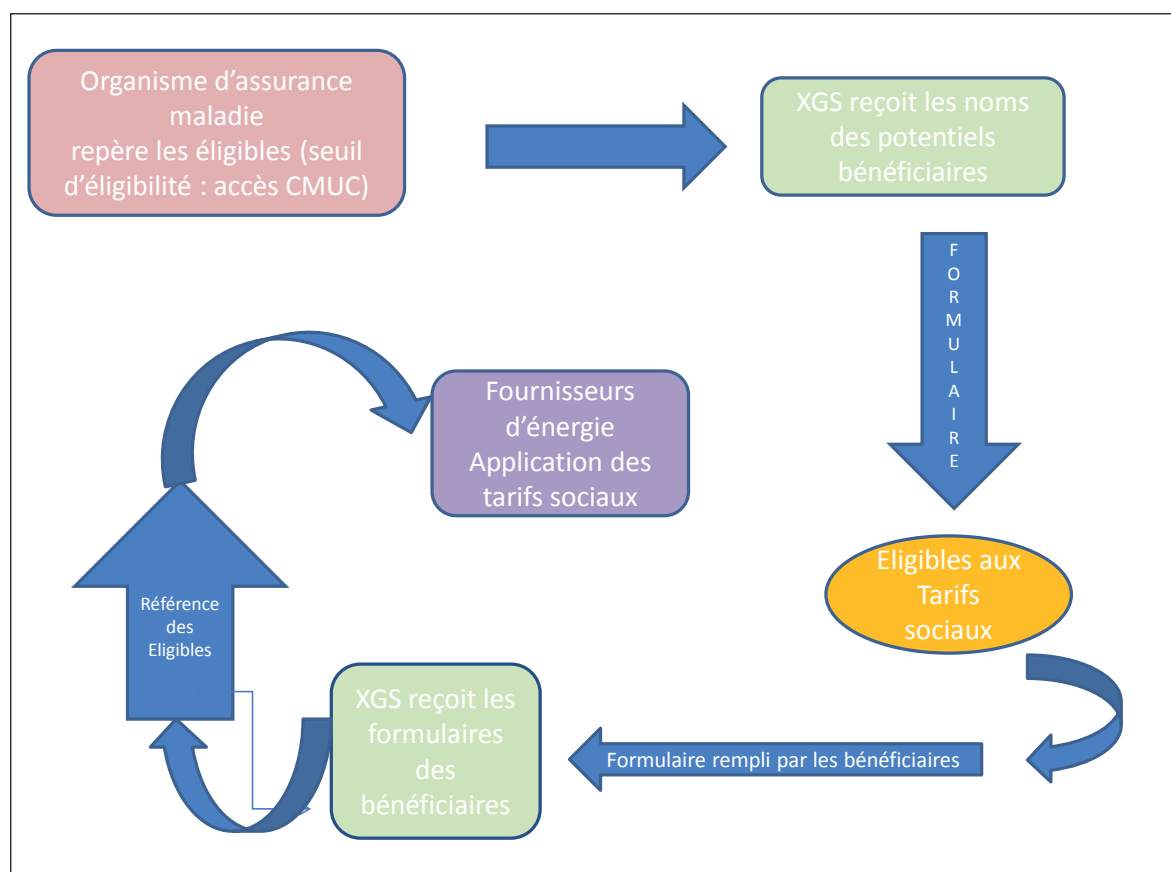 Organisme d'assurance
maladie
repère les éligibles (seuil
d'éligibilité : accès CMUC)
XGS reçoit les noms
des potentiels
bénéficiaires
FORMULAIRE
Eligibles aux
Tarifs
sociaux
Formulaire rempli par les bénéficiaires
XGS reçoit les
formulaires
des
bénéficiaires
Référence
des
Eligibles
Fournisseurs
d'énergie
Application des
tarifs sociaux